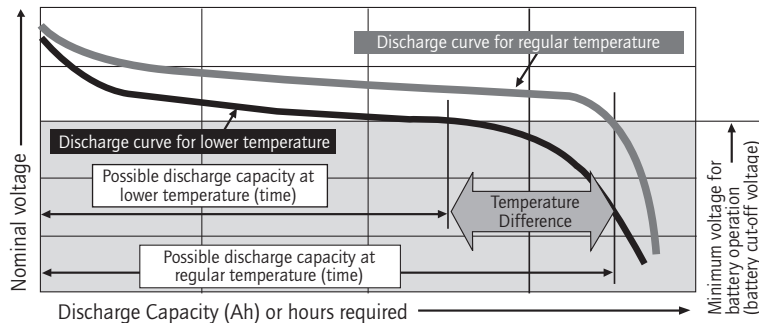 Discharge curve for regular temperature
Discharge curve for lower temperature
Possible discharge capacity at
lower temperature (time)
Temperature
Difference
Possible discharge capacity at
regular temperature (time)
Nominal voltage
Minimum voltage for
battery operation
(battery cut-off voltage)
Discharge Capacity (Ah) or hours required